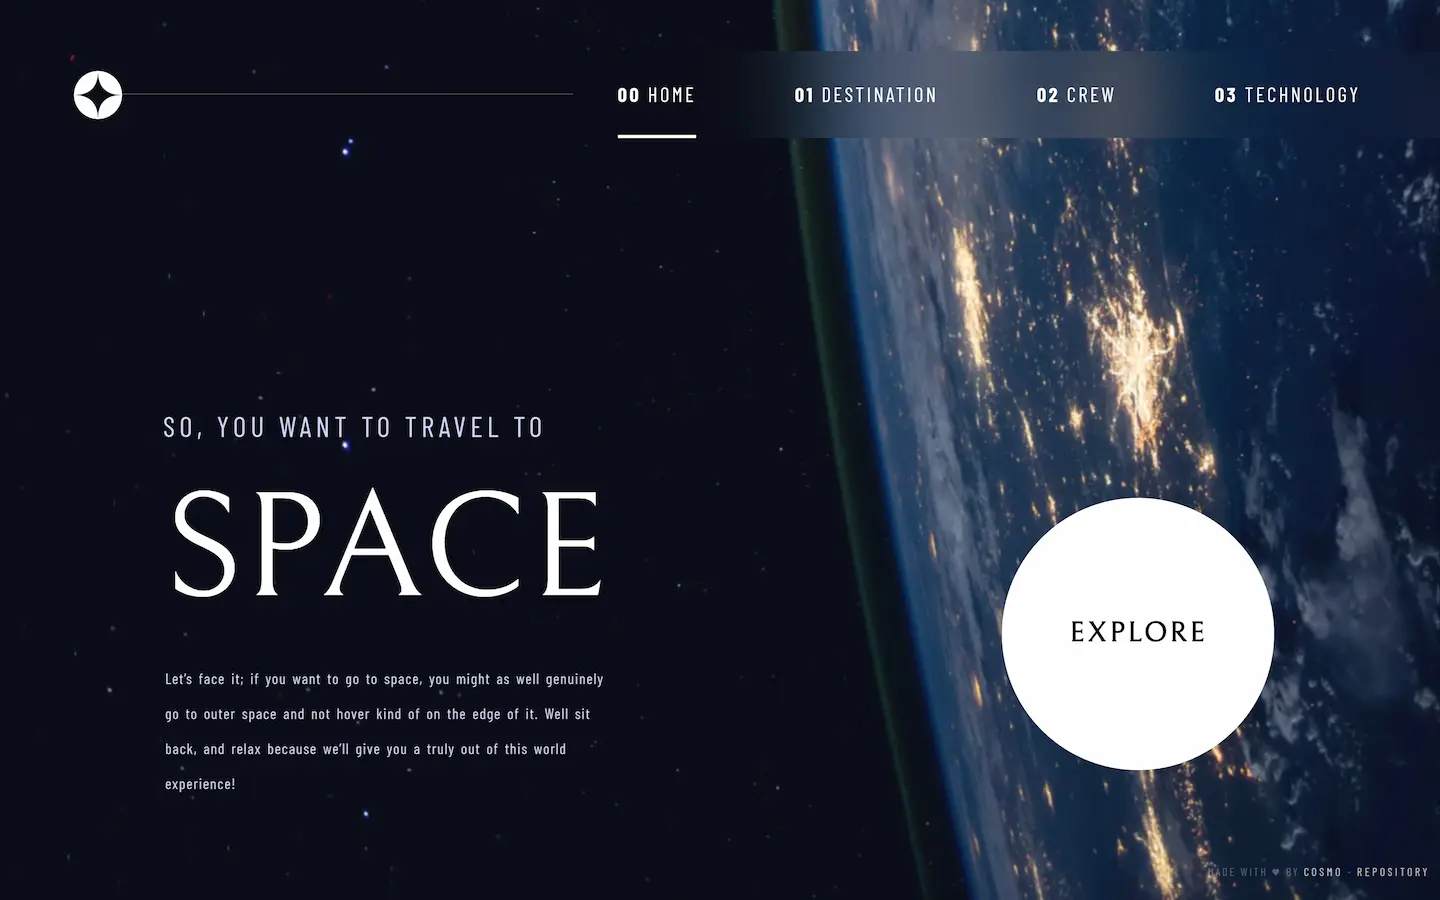 00 HOME 01 DESTINATION 02 CREW 03 TECHNOLOGY
SO, YOU WANT TO TRAVEL TO
SPACE
Let's face it; if you want to go to space, you might as well genuinely
go to outer space and not hover kind of on the edge of it. Well sit
back, and relax because we'll give you a truly out of this world
experience!
EXPLORE
MADE WITH ♥ BY COSMO - REPOSITORY